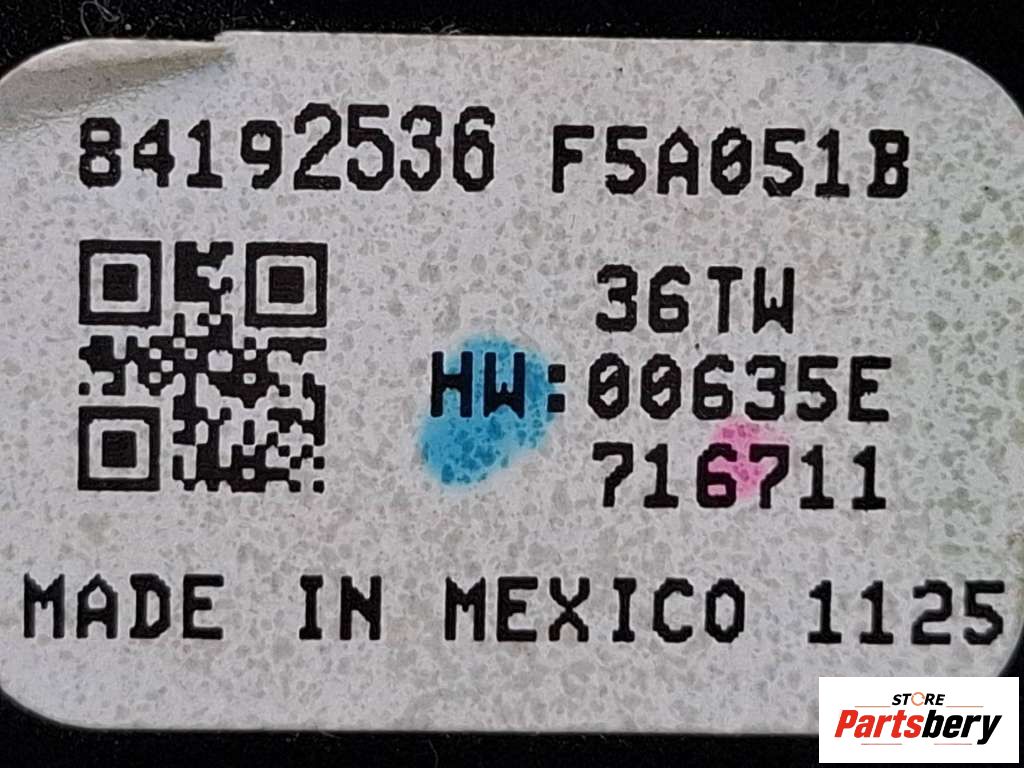 84192536 F5A051B
36TW
HW:00635E
716711
MADE IN MEXICO 1125
STORE
Partsbery